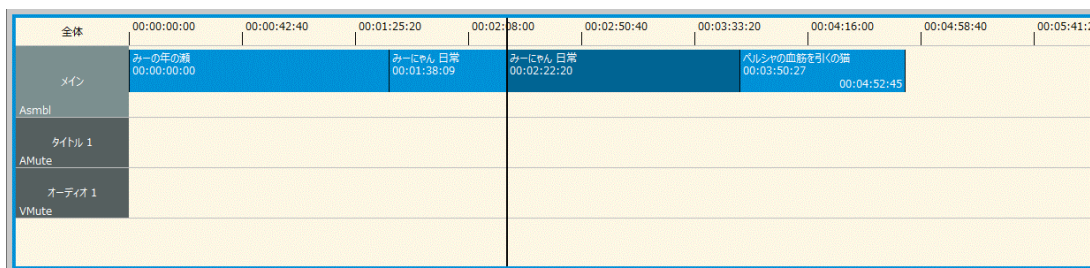 全体 00:00:00:00 00:00:42:40 00:01:25:20 00:02:08:00 00:02:50:40 00:03:33:20 00:04:16:00 00:04:58:40 00:05:41:2
メイン
Asmbl
みーの年の瀬
00:00:00:00
みーにゃん 日常
00:01:38:09
みーにゃん 日常
00:02:22:20
ペルシャの血筋を引くの猫
00:03:50:27
00:04:52:45
タイトル 1
AMute
オーディオ 1
VMute